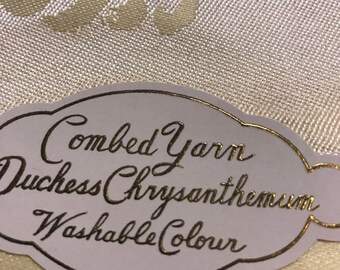 Combed Yarn
Duchess Chrysanthemum
Washable Colour